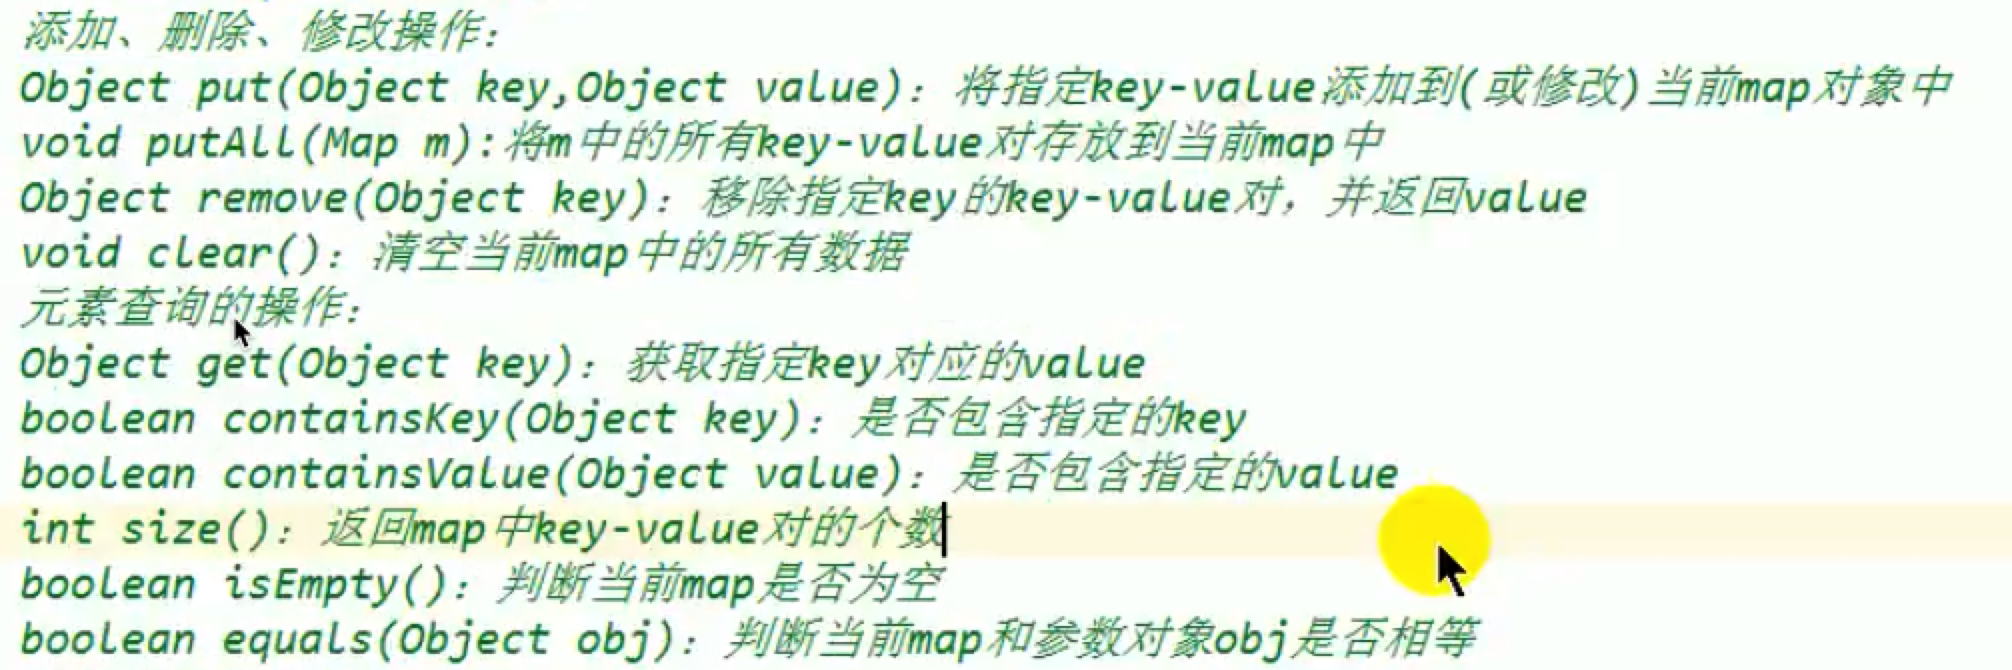 添加、删除、修改操作：
Object put(Object key,Object value)：将指定key-value添加到(或修改)当前map对象中
void putAll(Map m):将m中的所有key-value对存放到当前map中
Object remove(Object key)：移除指定key的key-value对，并返回value
void clear()：清空当前map中的所有数据
元素查询的操作：
Object get(Object key)：获取指定key对应的value
boolean containsKey(Object key)：是否包含指定的key
boolean containsValue(Object value)：是否包含指定的value
int size()：返回map中key-value对的个数
boolean isEmpty()：判断当前map是否为空
boolean equals(Object obj)：判断当前map和参数对象obj是否相等